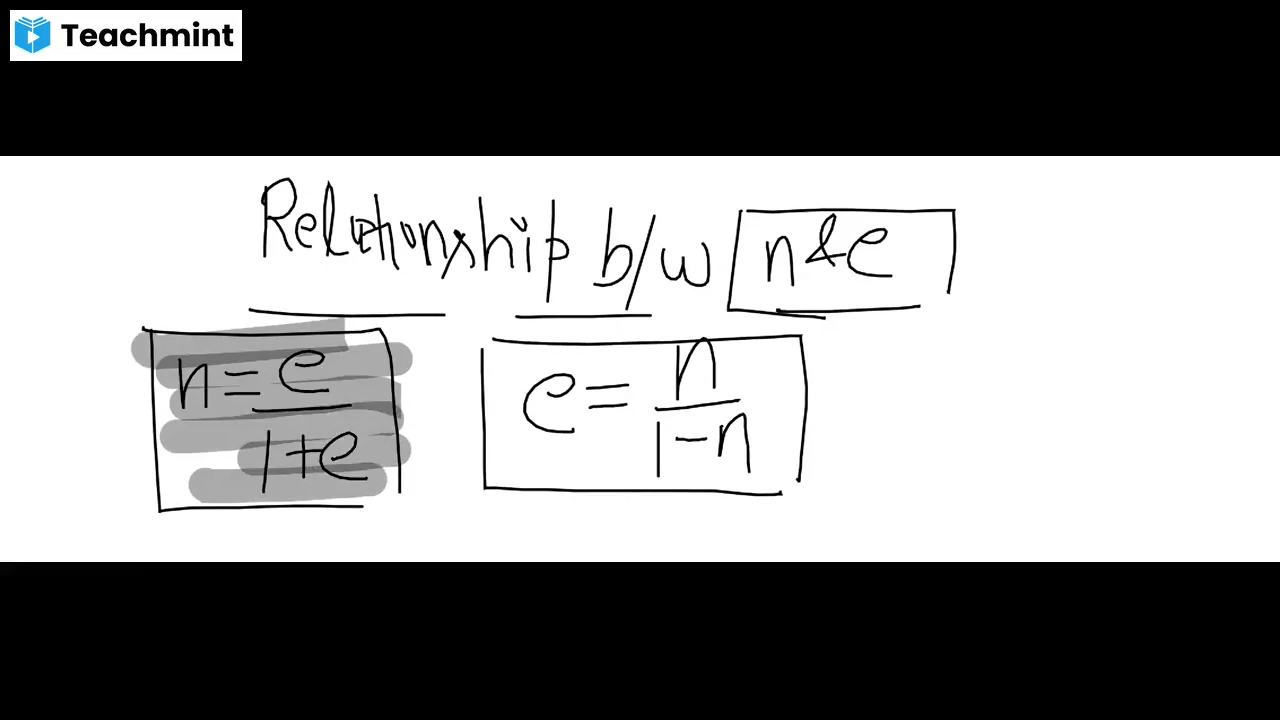 Teachmint
Relationship b/w n & e
n = e / 1+e
e = n / 1-n